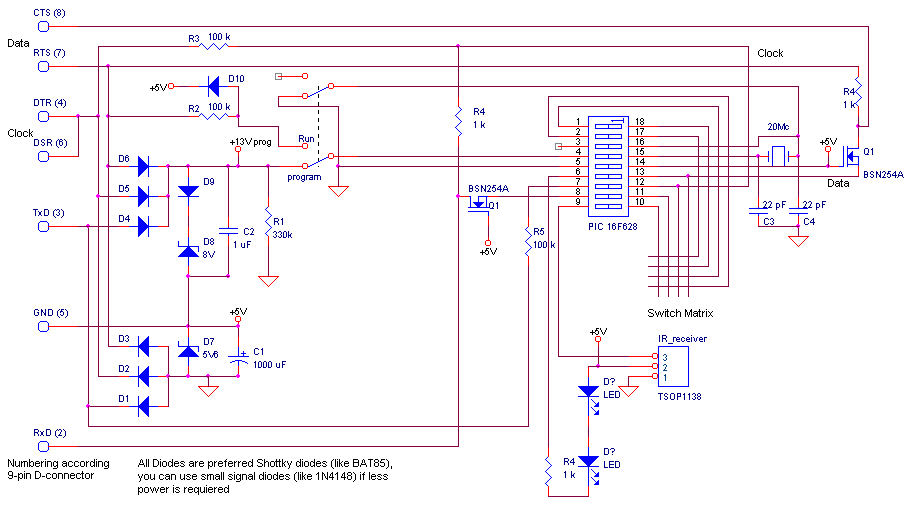 CTS (8)
Data
RTS (7)
DTR (4)
Clock
DSR (6)
TxD (3)
GND (5)
RxD (2)
R3
100 k
+5V
D10
R2
100 k
+13V prog
Run
program
D6
D5
D4
D9
D8
8V
C2
1 uF
R1
330k
+5V
D3
D2
D1
D7
5V6
C1
1000 uF
R4
1 k
BSN254A
Q1
+5V
R5
100 k
1
2
3
4
5
6
7
8
9
18
17
16
15
14
13
12
11
10
PIC 16F628
Clock
R4
1 k
20Mc
+5V
Q1
BSN254A
Data
22 pF
C3
22 pF
C4
Switch Matrix
+5V
IR_receiver
3
2
1
TSOP1138
D?
LED
D?
LED
R4
1 k
Numbering according
9-pin D-connector
All Diodes are preferred Shottky diodes (like BAT85),
you can use small signal diodes (like 1N4148) if less
power is requiered